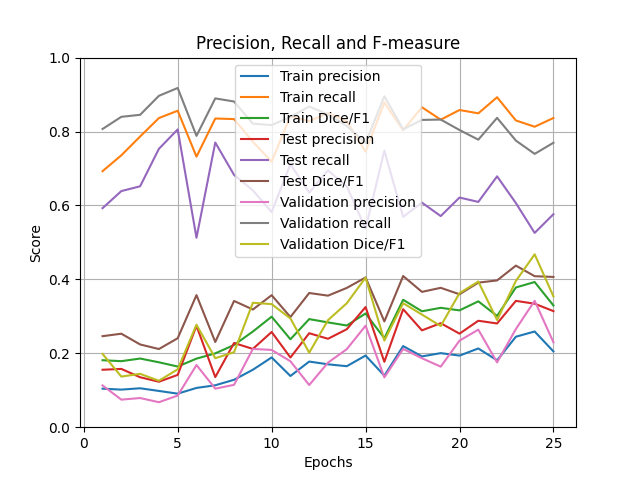 Precision, Recall and F-measure
1.0
0.8
0.6
0.4
0.2
0.0
Score
Train precision
Train recall
Train Dice/F1
Test precision
Test recall
Test Dice/F1
Validation precision
Validation recall
Validation Dice/F1
0 5 10 15 20 25
Epochs